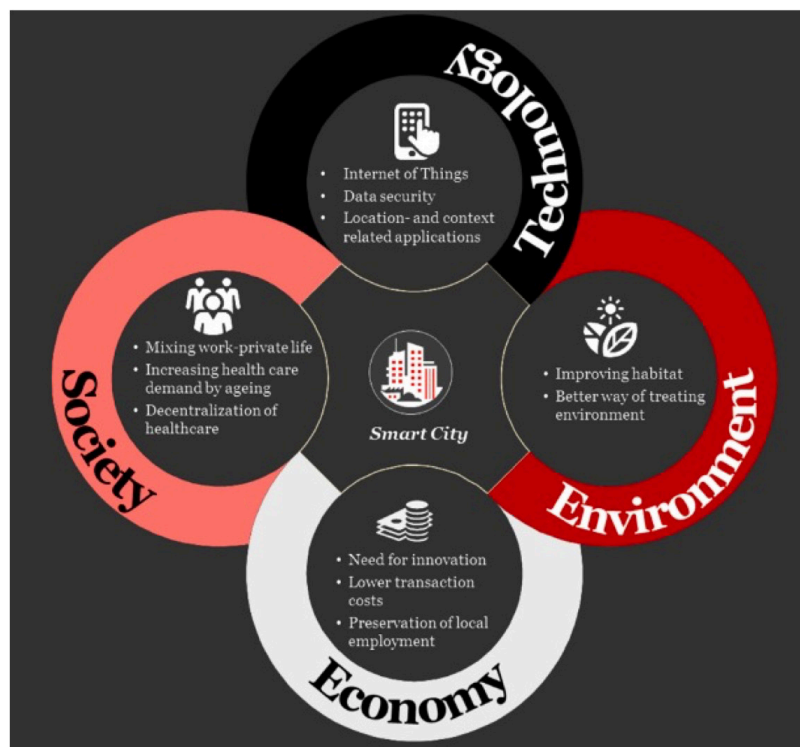 Technology
• Internet of Things
• Data security
• Location- and context
related applications
Society
• Mixing work-private life
• Increasing health care
demand by ageing
• Decentralization of
healthcare
Smart City
Environment
• Improving habitat
• Better way of treating
environment
• Need for innovation
• Lower transaction
costs
• Preservation of local
employment
Economy